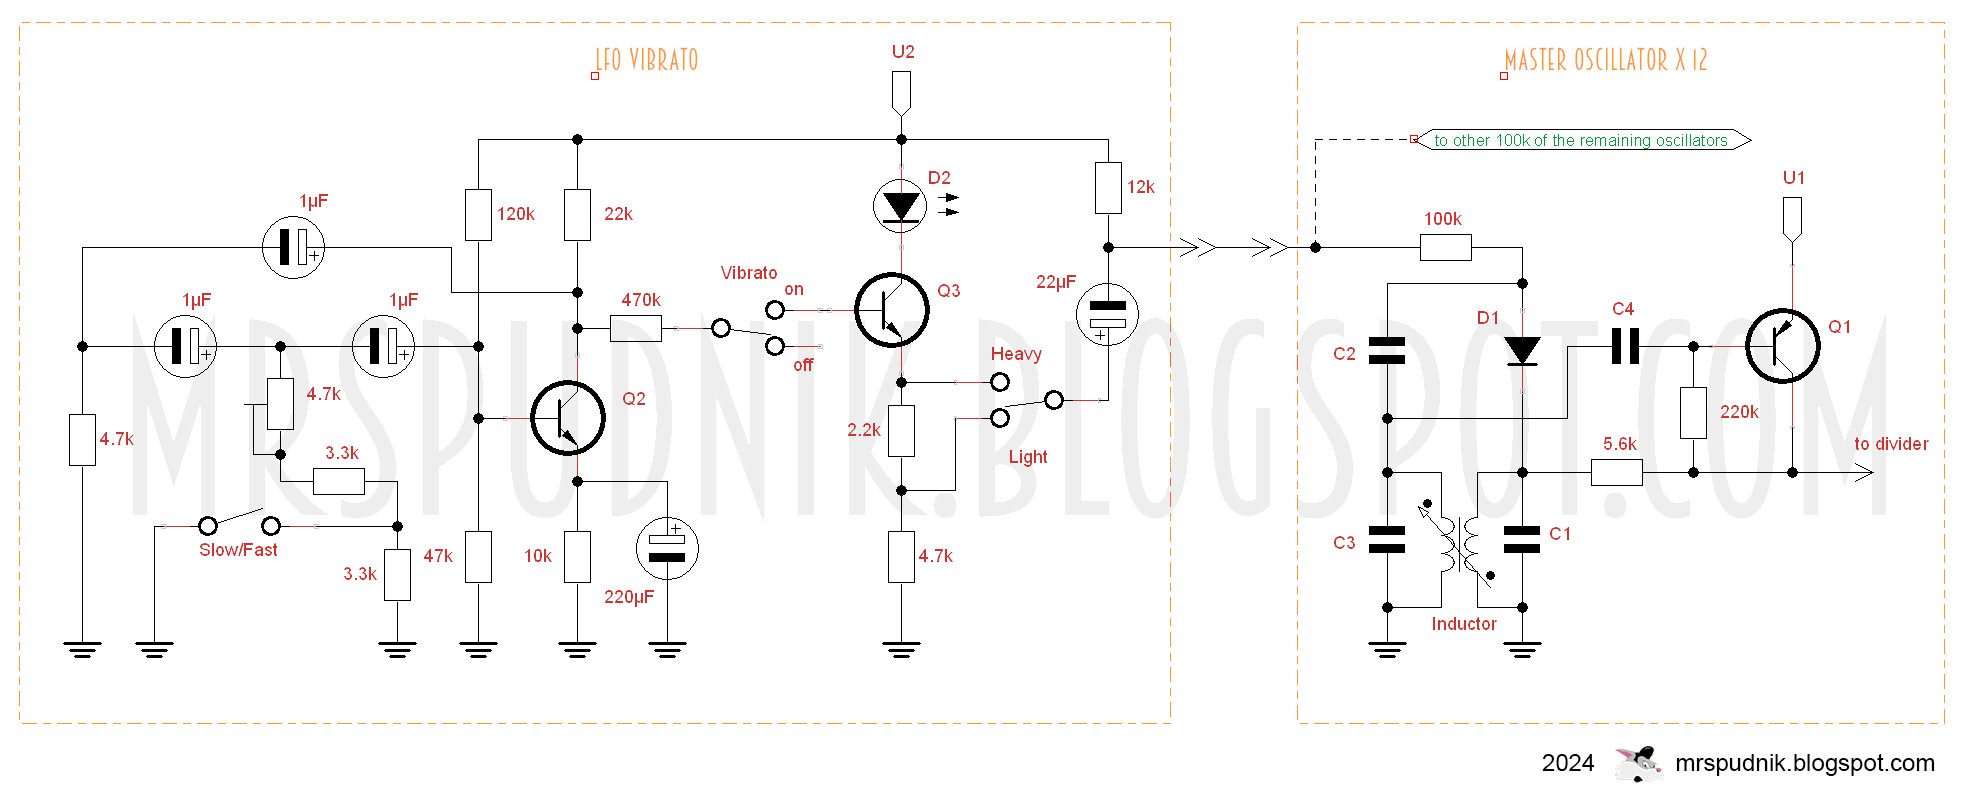 LFO VIBRATO
MASTER OSCILLATOR X 12
U2
to other 100k of the remaining oscillators
D2
12k
U1
1µF
120k
22k
100k
Vibrato
on
Q3
22µF
1µF
1µF
470k
C4
D1
Q1
C2
off
Heavy
4.7k
Q2
220k
4.7k
2.2k
5.6k
to divider
3.3k
Light
MRSPUDNIK.BLOGSPOT.COM
Slow/Fast
47k
10k
4.7k
C3
C1
3.3k
220µF
Inductor
2024 mrspudnik.blogspot.com